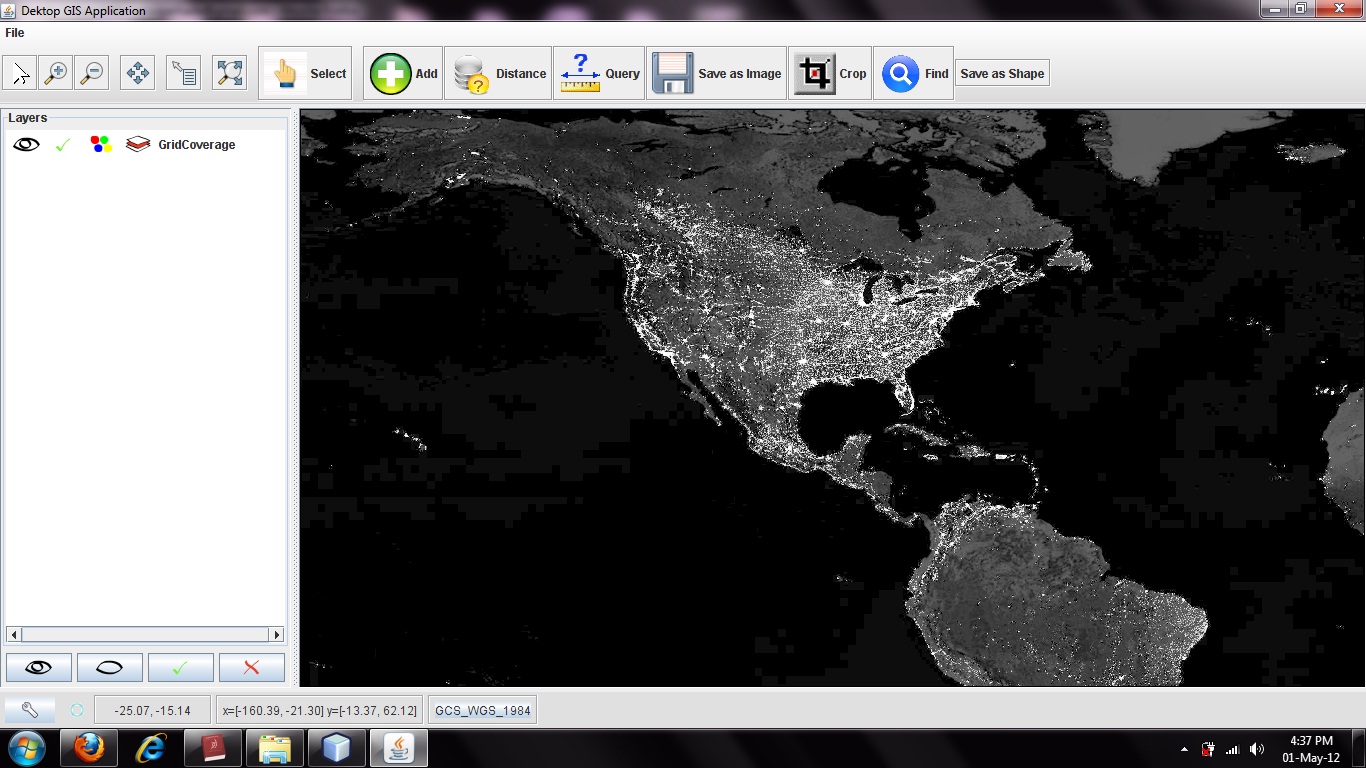 Dektop GIS Application
File
Select
Add
Distance
Query
Save as Image
Crop
Find
Save as Shape
Layers
GridCoverage
-25.07, -15.14
x=[-160.39, -21.30] y=[-13.37, 62.12]
GCS_WGS_1984
4:37 PM
01-May-12